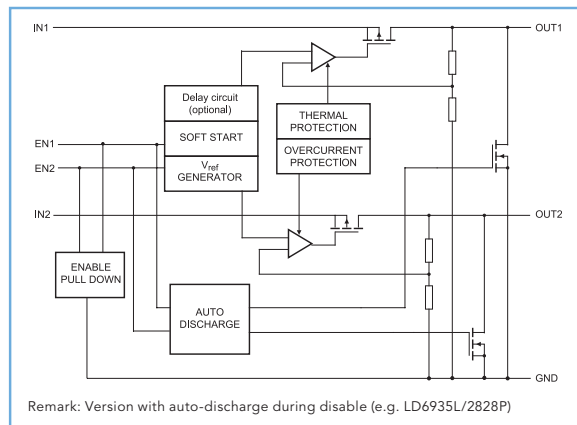 IN1
OUT1
Delay circuit
(optional)
THERMAL
PROTECTION
EN1
SOFT START
OVERCURRENT
PROTECTION
EN2
Vref
GENERATOR
IN2
OUT2
ENABLE
PULL DOWN
AUTO
DISCHARGE
GND
Remark: Version with auto-discharge during disable (e.g. LD6935L/2828P)